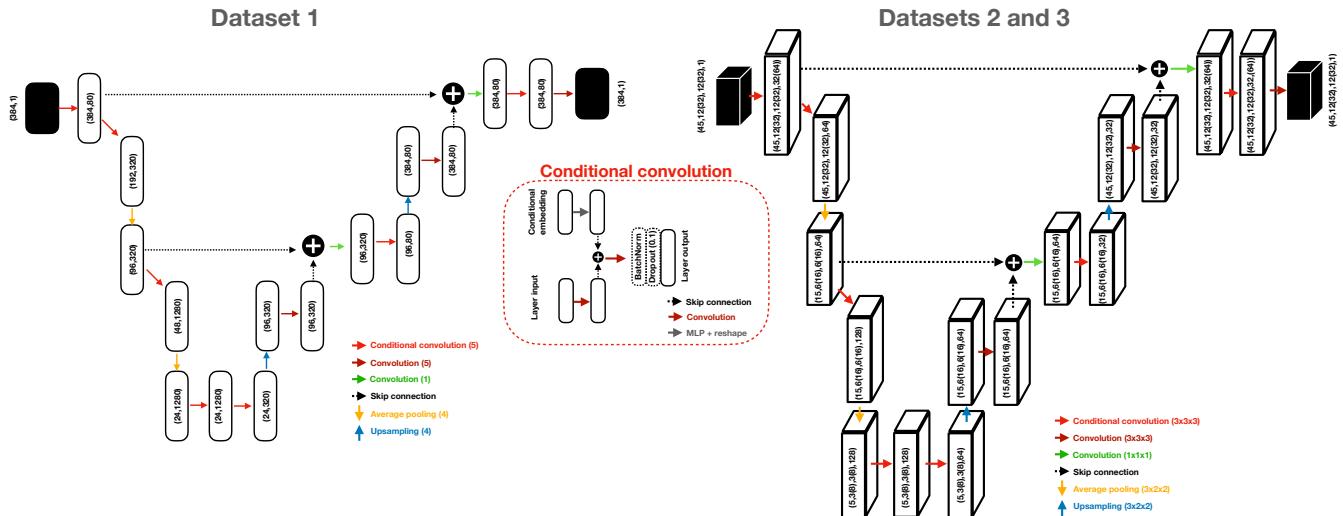 Dataset 1
(384,1)
(384,80)
(192,320)
(96,320)
(48,1280)
(24,1280)
(24,1280)
(24,320)
(96,320)
(96,320)
(96,320)
(96,80)
(384,80)
(384,80)
(384,80)
(384,80)
(384,1)
Conditional convolution (5)
Convolution (5)
Convolution (1)
Skip connection
Average pooling (4)
Upsampling (4)
Conditional convolution
Conditional
embedding
Layer input
BatchNorm
Dropout (0.1)
Layer output
Skip connection
Convolution
MLP + reshape
Datasets 2 and 3
(45,12(32),12(32),1)
(45,12(32),12(32),32(64))
(45,12(32),12(32),64)
(15,6(16),6(16),64)
(15,6(16),6(16),128)
(5,3(8),3(8),128)
(5,3(8),3(8),128)
(5,3(8),3(8),64)
(15,6(16),6(16),64)
(15,6(16),6(16),64)
(15,6(16),6(16),64)
(15,6(16),6(16),32)
(45,12(32),12(32),32)
(45,12(32),12(32),32)
(45,12(32),12(32),32(64))
(45,12(32),12(32),32,(64))
(45,12(32),12(32),1)
Conditional convolution (3x3x3)
Convolution (3x3x3)
Convolution (1x1x1)
Skip connection
Average pooling (3x2x2)
Upsampling (3x2x2)